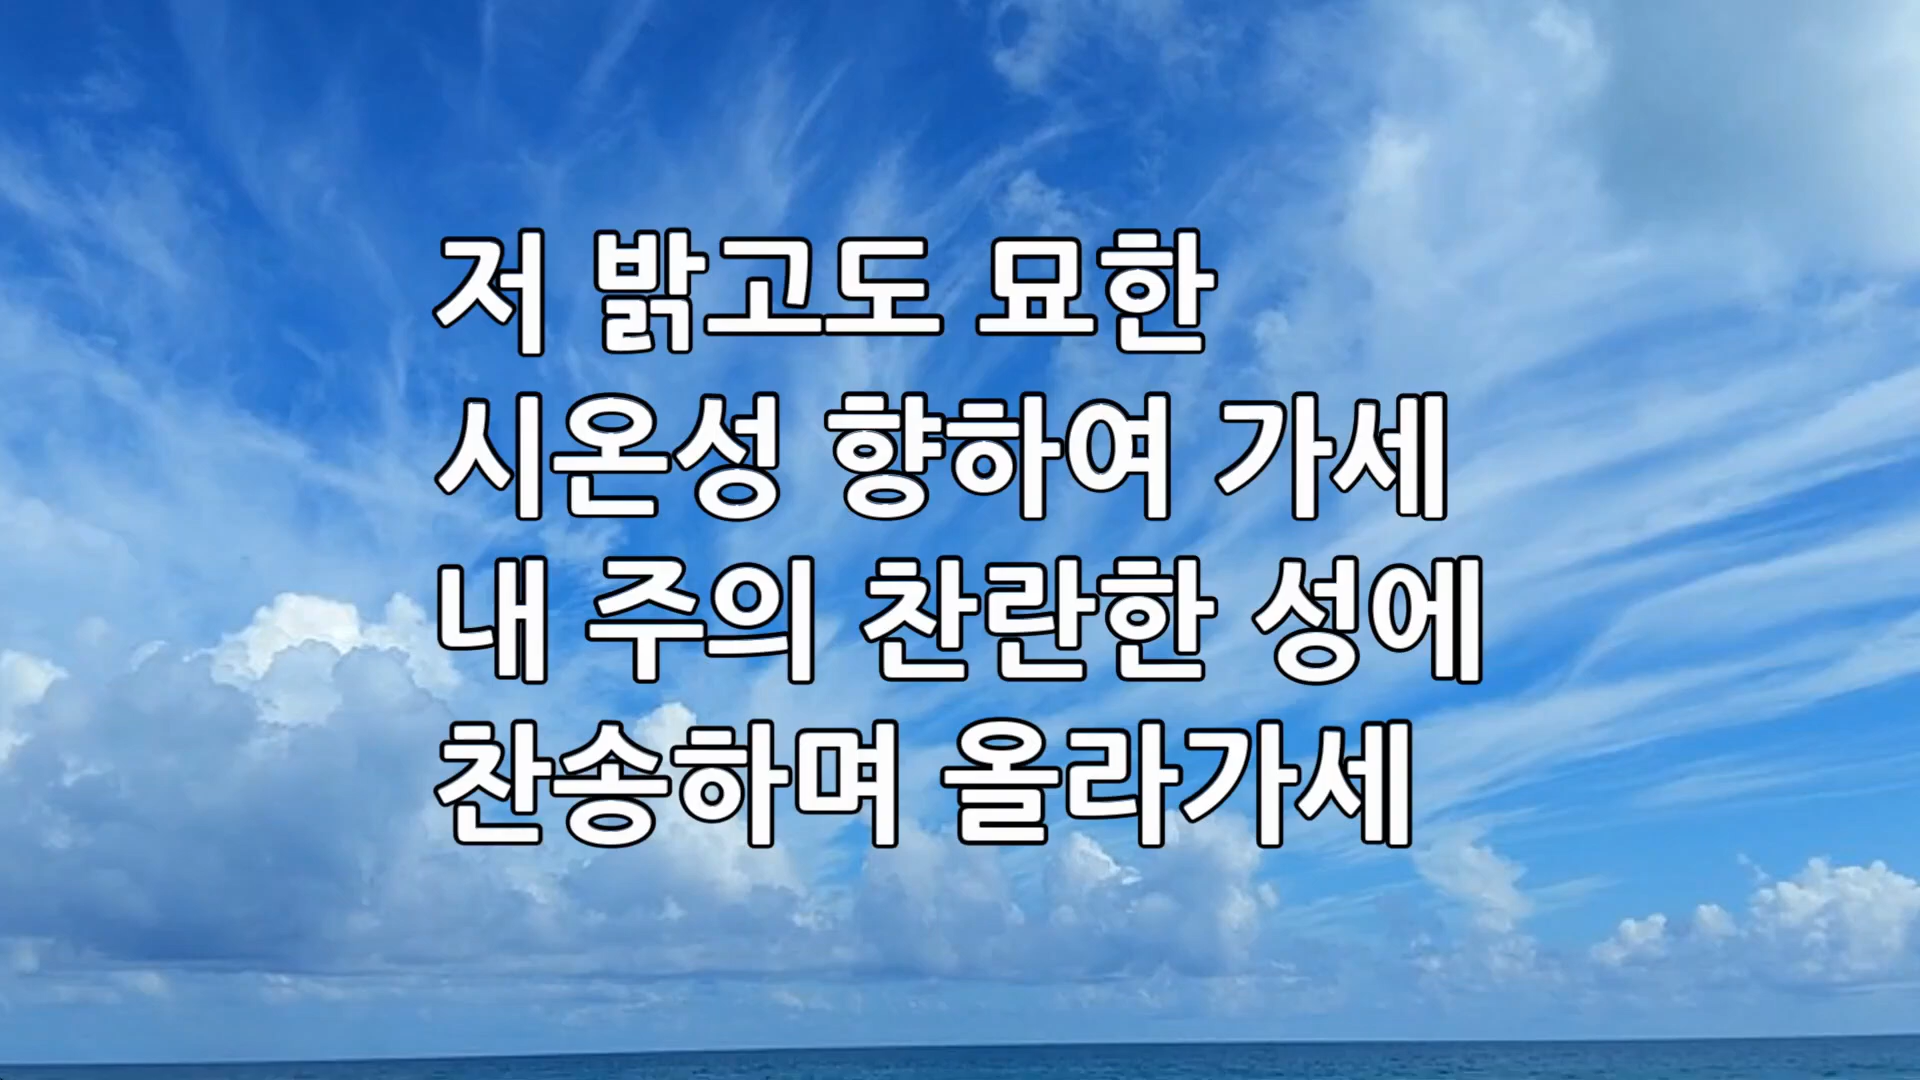 저 밝고도 묘한
시온성 향하여 가세
내 주의 찬란한 성에
찬송하며 올라가세